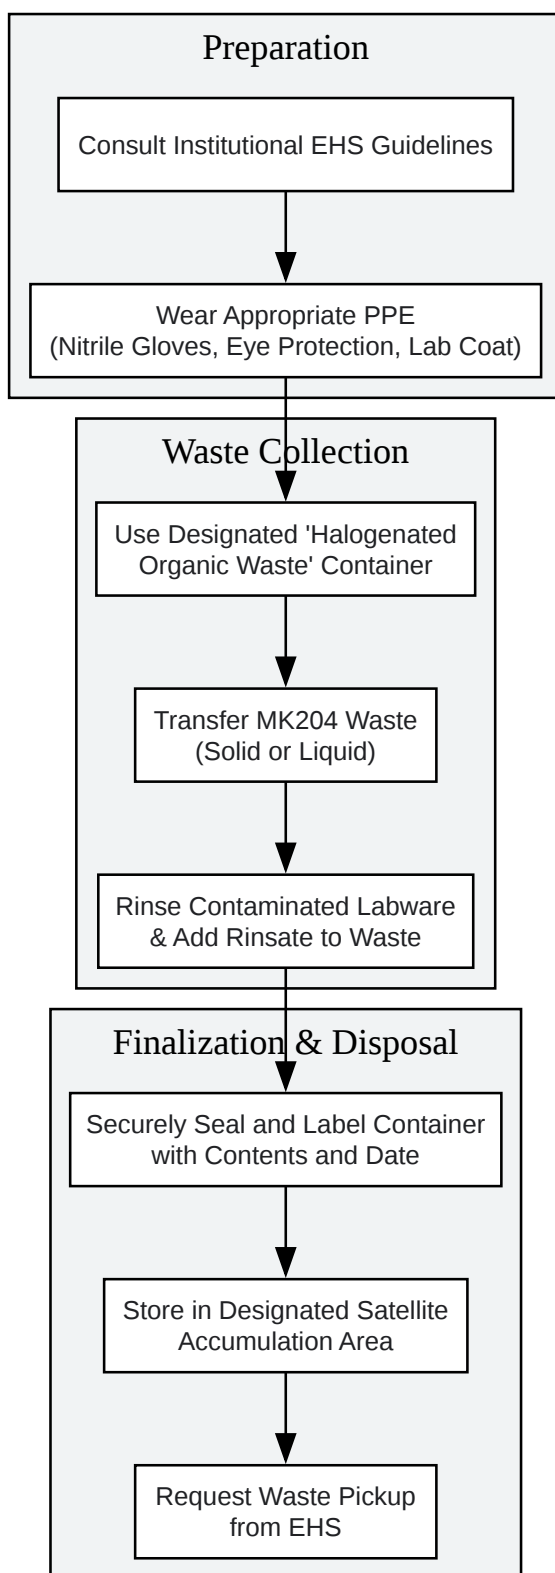 Preparation
Consult Institutional EHS Guidelines
Wear Appropriate PPE
(Nitrile Gloves, Eye Protection, Lab Coat)
Waste Collection
Use Designated 'Halogenated
Organic Waste' Container
Transfer MK204 Waste
(Solid or Liquid)
Rinse Contaminated Labware
& Add Rinsate to Waste
Finalization & Disposal
Securely Seal and Label Container
with Contents and Date
Store in Designated Satellite
Accumulation Area
Request Waste Pickup
from EHS